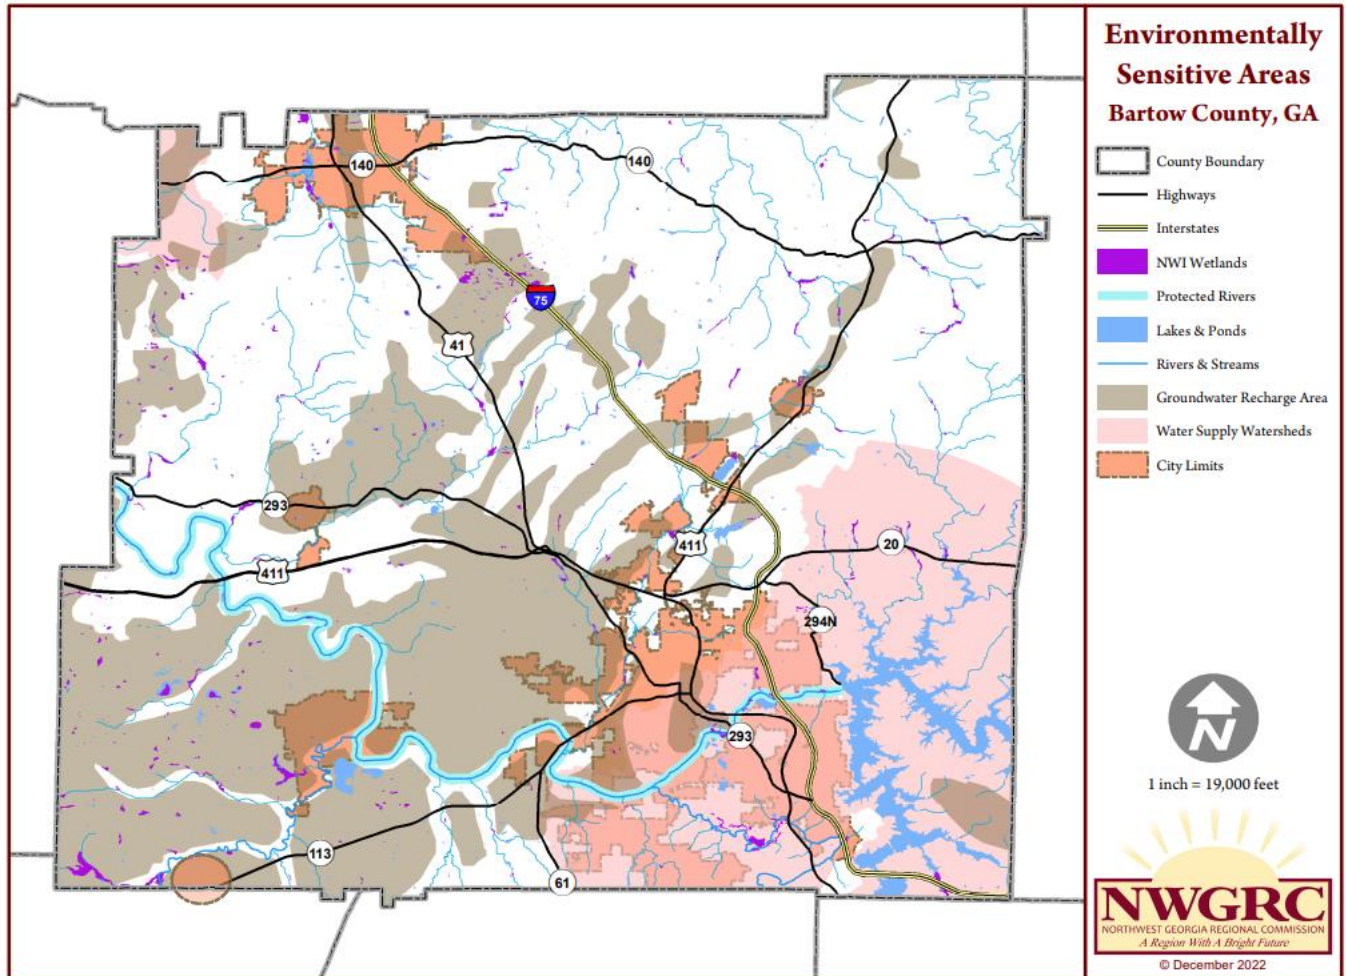 Environmentally
Sensitive Areas
Bartow County, GA
County Boundary
Highways
Interstates
NWI Wetlands
Protected Rivers
Lakes & Ponds
Rivers & Streams
Groundwater Recharge Area
Water Supply Watersheds
City Limits
N
1 inch = 19,000 feet
NWGRC
NORTHWEST GEORGIA REGIONAL COMMISSION
A Region With A Bright Future
© December 2022
140
140
75
41
293
411
411
20
294N
293
113
61